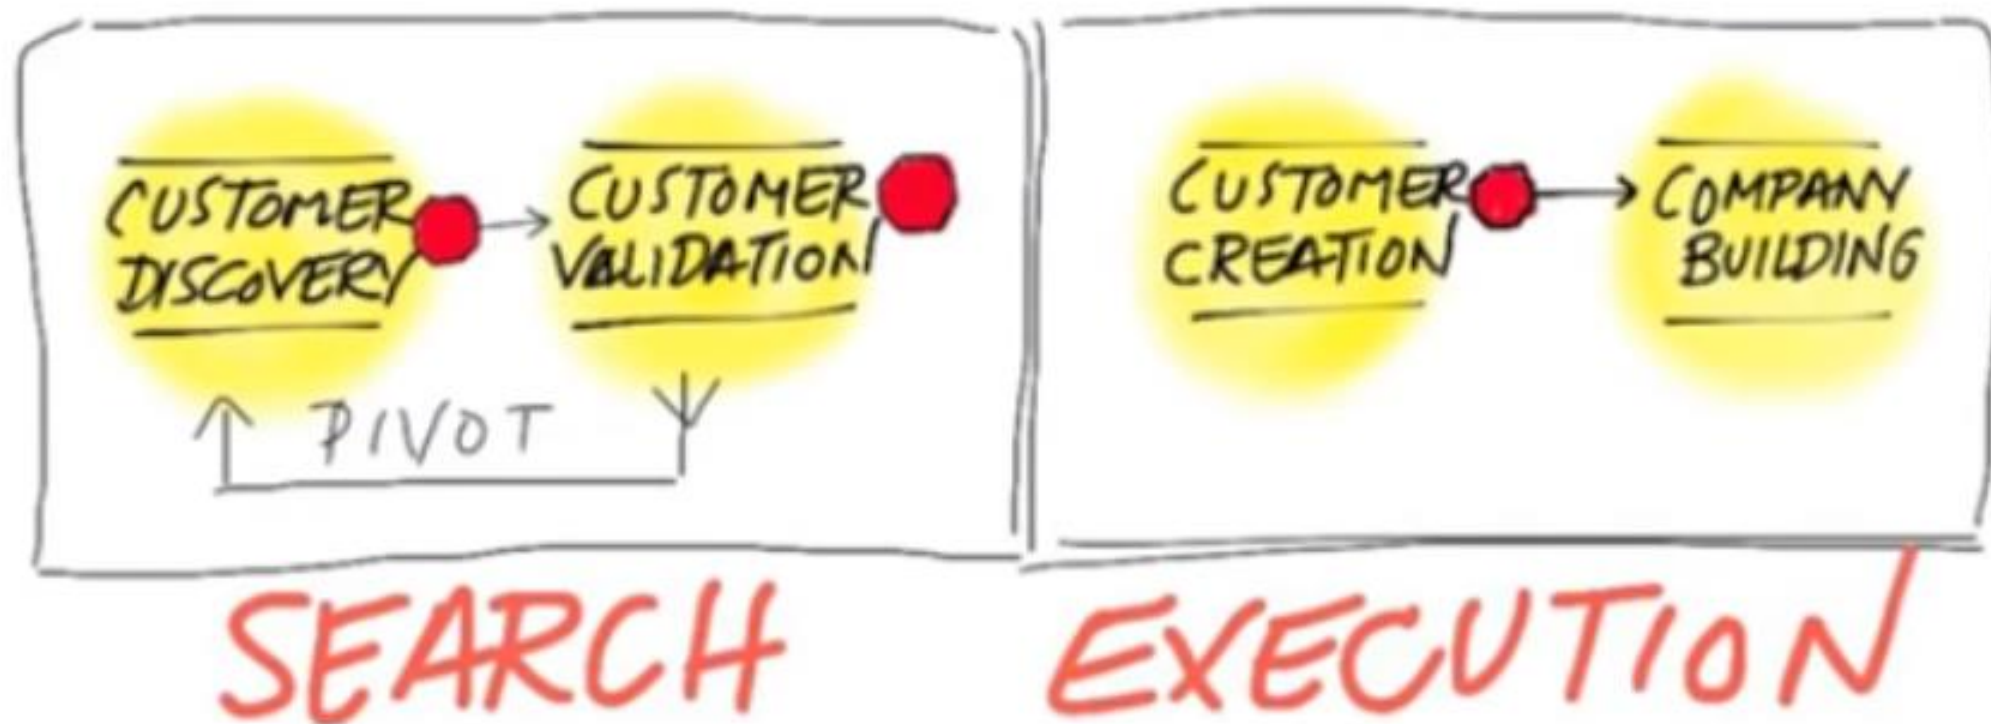 CUSTOMER
DISCOVERY
CUSTOMER
VALIDATION
PIVOT
CUSTOMER
CREATION
COMPANY
BUILDING
SEARCH
EXECUTION